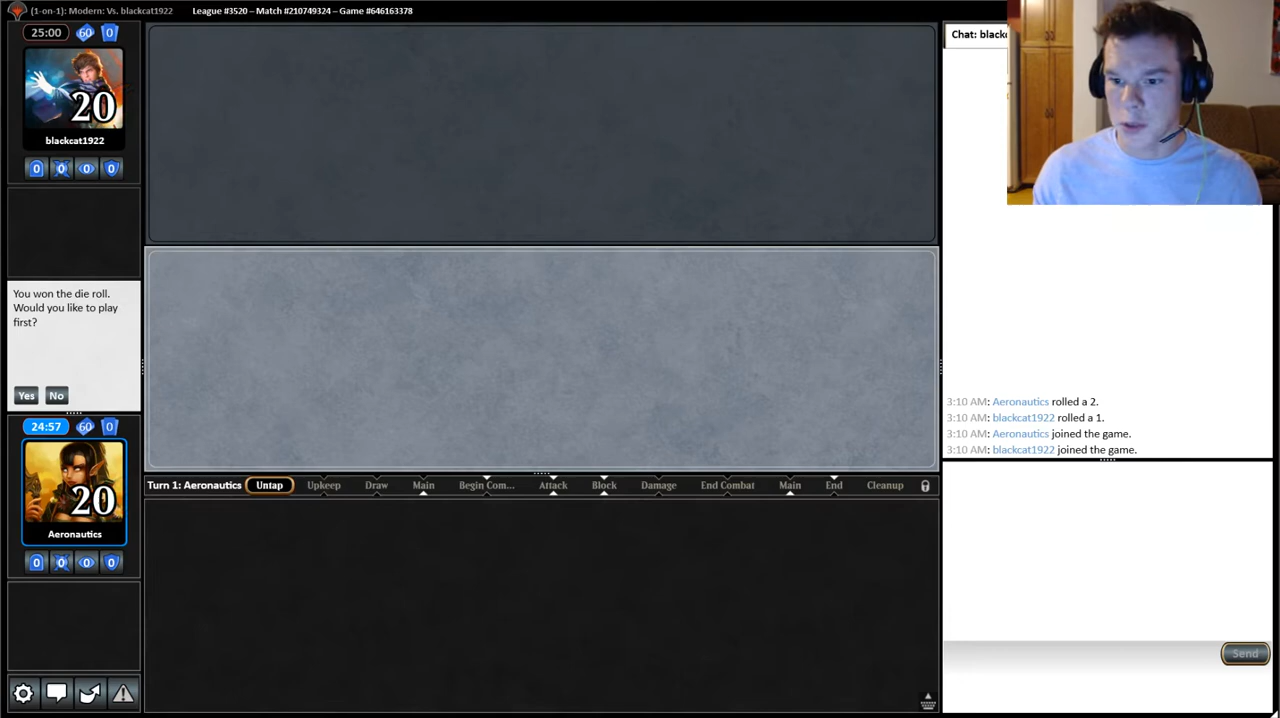 (1-on-1): Modern: Vs. blackcat1922 League #3520 – Match #210749324 – Game #646163378
25:00 60 0
20
blackcat1922
0 0 0 0
Chat: blackc
You won the die roll.
Would you like to play
first?
Yes No
24:57 60 0
20
Aeronautics
0 0 0 0
3:10 AM: Aeronautics rolled a 2.
3:10 AM: blackcat1922 rolled a 1.
3:10 AM: Aeronautics joined the game.
3:10 AM: blackcat1922 joined the game.
Turn 1: Aeronautics Untap Upkeep Draw Main Begin Com... Attack Block Damage End Combat Main End Cleanup
Send